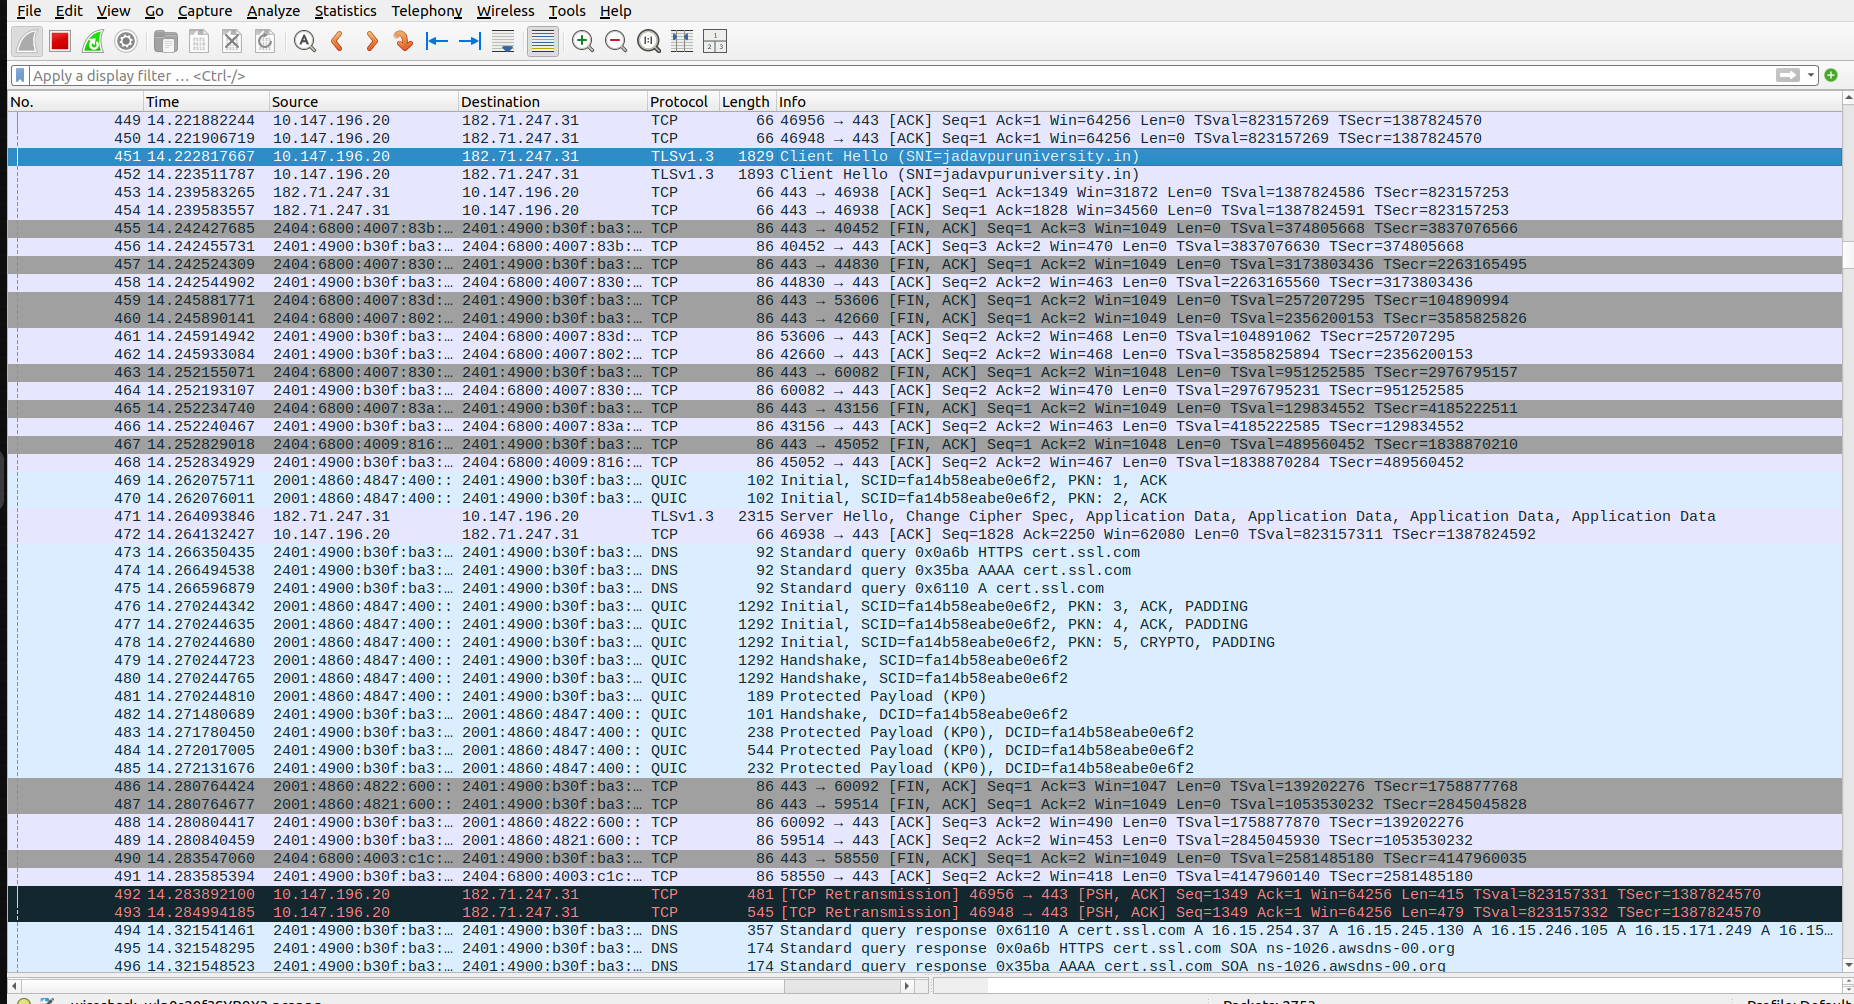 File Edit View Go Capture Analyze Statistics Telephony Wireless Tools Help
Apply a display filter … <Ctrl-/>
No. Time Source Destination Protocol Length Info
449 14.221882244 10.147.196.20 182.71.247.31 TCP 66 46956 → 443 [ACK] Seq=1 Ack=1 Win=64256 Len=0 TSval=823157269 TSecr=1387824570
450 14.221906719 10.147.196.20 182.71.247.31 TCP 66 46948 → 443 [ACK] Seq=1 Ack=1 Win=64256 Len=0 TSval=823157269 TSecr=1387824570
451 14.222817667 10.147.196.20 182.71.247.31 TLSv1.3 1829 Client Hello (SNI=jadavpuruniversity.in)
452 14.223511787 10.147.196.20 182.71.247.31 TLSv1.3 1893 Client Hello (SNI=jadavpuruniversity.in)
453 14.239583265 182.71.247.31 10.147.196.20 TCP 66 443 → 46938 [ACK] Seq=1 Ack=1349 Win=31872 Len=0 TSval=1387824586 TSecr=823157253
454 14.239583557 182.71.247.31 10.147.196.20 TCP 66 443 → 46938 [ACK] Seq=1 Ack=1828 Win=34560 Len=0 TSval=1387824591 TSecr=823157253
455 14.242427685 2404:6800:4007:83b:… 2401:4900:b30f:ba3:… TCP 86 443 → 40452 [FIN, ACK] Seq=1 Ack=3 Win=1049 Len=0 TSval=374805668 TSecr=3837076566
456 14.242455731 2401:4900:b30f:ba3:… 2404:6800:4007:83b:… TCP 86 40452 → 443 [ACK] Seq=3 Ack=2 Win=470 Len=0 TSval=3837076630 TSecr=374805668
457 14.242524309 2404:6800:4007:830:… 2401:4900:b30f:ba3:… TCP 86 443 → 44830 [FIN, ACK] Seq=1 Ack=2 Win=1049 Len=0 TSval=3173803436 TSecr=2263165495
458 14.242544902 2401:4900:b30f:ba3:… 2404:6800:4007:830:… TCP 86 44830 → 443 [ACK] Seq=2 Ack=2 Win=463 Len=0 TSval=2263165560 TSecr=3173803436
459 14.245881771 2404:6800:4007:83d:… 2401:4900:b30f:ba3:… TCP 86 443 → 53606 [FIN, ACK] Seq=1 Ack=2 Win=1049 Len=0 TSval=257207295 TSecr=104890994
460 14.245890141 2404:6800:4007:802:… 2401:4900:b30f:ba3:… TCP 86 443 → 42660 [FIN, ACK] Seq=1 Ack=2 Win=1049 Len=0 TSval=2356200153 TSecr=3585825826
461 14.245914942 2401:4900:b30f:ba3:… 2404:6800:4007:83d:… TCP 86 53606 → 443 [ACK] Seq=2 Ack=2 Win=468 Len=0 TSval=104891062 TSecr=257207295
462 14.245933084 2401:4900:b30f:ba3:… 2404:6800:4007:802:… TCP 86 42660 → 443 [ACK] Seq=2 Ack=2 Win=468 Len=0 TSval=3585825894 TSecr=2356200153
463 14.252155071 2404:6800:4007:830:… 2401:4900:b30f:ba3:… TCP 86 443 → 60082 [FIN, ACK] Seq=1 Ack=2 Win=1048 Len=0 TSval=951252585 TSecr=2976795157
464 14.252193107 2401:4900:b30f:ba3:… 2404:6800:4007:830:… TCP 86 60082 → 443 [ACK] Seq=2 Ack=2 Win=470 Len=0 TSval=2976795231 TSecr=951252585
465 14.252234740 2404:6800:4007:83a:… 2401:4900:b30f:ba3:… TCP 86 443 → 43156 [FIN, ACK] Seq=1 Ack=2 Win=1049 Len=0 TSval=129834552 TSecr=4185222511
466 14.252240467 2401:4900:b30f:ba3:… 2404:6800:4007:83a:… TCP 86 43156 → 443 [ACK] Seq=2 Ack=2 Win=463 Len=0 TSval=4185222585 TSecr=129834552
467 14.252829018 2404:6800:4009:816:… 2401:4900:b30f:ba3:… TCP 86 443 → 45052 [FIN, ACK] Seq=1 Ack=2 Win=1048 Len=0 TSval=489560452 TSecr=1838870210
468 14.252834929 2401:4900:b30f:ba3:… 2404:6800:4009:816:… TCP 86 45052 → 443 [ACK] Seq=2 Ack=2 Win=467 Len=0 TSval=1838870284 TSecr=489560452
469 14.262075711 2001:4860:4847:400:: 2401:4900:b30f:ba3:… QUIC 102 Initial, SCID=fa14b58eabe0e6f2, PKN: 1, ACK
470 14.262076011 2001:4860:4847:400:: 2401:4900:b30f:ba3:… QUIC 102 Initial, SCID=fa14b58eabe0e6f2, PKN: 2, ACK
471 14.264093846 182.71.247.31 10.147.196.20 TLSv1.3 2315 Server Hello, Change Cipher Spec, Application Data, Application Data, Application Data, Application Data
472 14.264132427 10.147.196.20 182.71.247.31 TCP 66 46938 → 443 [ACK] Seq=1828 Ack=2250 Win=62080 Len=0 TSval=823157311 TSecr=1387824592
473 14.266350435 2401:4900:b30f:ba3:… 2401:4900:b30f:ba3:… DNS 92 Standard query 0x0a6b HTTPS cert.ssl.com
474 14.266494538 2401:4900:b30f:ba3:… 2401:4900:b30f:ba3:… DNS 92 Standard query 0x35ba AAAA cert.ssl.com
475 14.266596879 2401:4900:b30f:ba3:… 2401:4900:b30f:ba3:… DNS 92 Standard query 0x6110 A cert.ssl.com
476 14.270244342 2001:4860:4847:400:: 2401:4900:b30f:ba3:… QUIC 1292 Initial, SCID=fa14b58eabe0e6f2, PKN: 3, ACK, PADDING
477 14.270244635 2001:4860:4847:400:: 2401:4900:b30f:ba3:… QUIC 1292 Initial, SCID=fa14b58eabe0e6f2, PKN: 4, ACK, PADDING
478 14.270244680 2001:4860:4847:400:: 2401:4900:b30f:ba3:… QUIC 1292 Initial, SCID=fa14b58eabe0e6f2, PKN: 5, CRYPTO, PADDING
479 14.270244723 2001:4860:4847:400:: 2401:4900:b30f:ba3:… QUIC 1292 Handshake, SCID=fa14b58eabe0e6f2
480 14.270244765 2001:4860:4847:400:: 2401:4900:b30f:ba3:… QUIC 1292 Handshake, SCID=fa14b58eabe0e6f2
481 14.270244810 2001:4860:4847:400:: 2401:4900:b30f:ba3:… QUIC 189 Protected Payload (KP0)
482 14.271480689 2401:4900:b30f:ba3:… 2001:4860:4847:400:: QUIC 101 Handshake, DCID=fa14b58eabe0e6f2
483 14.271780450 2401:4900:b30f:ba3:… 2001:4860:4847:400:: QUIC 238 Protected Payload (KP0), DCID=fa14b58eabe0e6f2
484 14.272017005 2401:4900:b30f:ba3:… 2001:4860:4847:400:: QUIC 544 Protected Payload (KP0), DCID=fa14b58eabe0e6f2
485 14.272131676 2401:4900:b30f:ba3:… 2001:4860:4847:400:: QUIC 232 Protected Payload (KP0), DCID=fa14b58eabe0e6f2
486 14.280764424 2001:4860:4822:600:: 2401:4900:b30f:ba3:… TCP 86 443 → 60092 [FIN, ACK] Seq=1 Ack=3 Win=1047 Len=0 TSval=139202276 TSecr=1758877768
487 14.280764677 2001:4860:4821:600:: 2401:4900:b30f:ba3:… TCP 86 443 → 59514 [FIN, ACK] Seq=1 Ack=2 Win=1049 Len=0 TSval=1053530232 TSecr=2845045828
488 14.280804417 2401:4900:b30f:ba3:… 2001:4860:4822:600:: TCP 86 60092 → 443 [ACK] Seq=3 Ack=2 Win=490 Len=0 TSval=1758877870 TSecr=139202276
489 14.280840459 2401:4900:b30f:ba3:… 2001:4860:4821:600:: TCP 86 59514 → 443 [ACK] Seq=2 Ack=2 Win=453 Len=0 TSval=2845045930 TSecr=1053530232
490 14.283547060 2404:6800:4003:c1c:… 2401:4900:b30f:ba3:… TCP 86 443 → 58550 [FIN, ACK] Seq=1 Ack=2 Win=1049 Len=0 TSval=2581485180 TSecr=4147960035
491 14.283585394 2401:4900:b30f:ba3:… 2404:6800:4003:c1c:… TCP 86 58550 → 443 [ACK] Seq=2 Ack=2 Win=418 Len=0 TSval=4147960140 TSecr=2581485180
492 14.283892100 10.147.196.20 182.71.247.31 TCP 481 [TCP Retransmission] 46956 → 443 [PSH, ACK] Seq=1349 Ack=1 Win=64256 Len=415 TSval=823157331 TSecr=1387824570
493 14.284994185 10.147.196.20 182.71.247.31 TCP 545 [TCP Retransmission] 46948 → 443 [PSH, ACK] Seq=1349 Ack=1 Win=64256 Len=479 TSval=823157332 TSecr=1387824570
494 14.321541461 2401:4900:b30f:ba3:… 2401:4900:b30f:ba3:… DNS 357 Standard query response 0x6110 A cert.ssl.com A 16.15.254.37 A 16.15.245.130 A 16.15.246.105 A 16.15.171.249 A 16.15…
495 14.321548295 2401:4900:b30f:ba3:… 2401:4900:b30f:ba3:… DNS 174 Standard query response 0x0a6b HTTPS cert.ssl.com SOA ns-1026.awsdns-00.org
496 14.321548523 2401:4900:b30f:ba3:… 2401:4900:b30f:ba3:… DNS 174 Standard query response 0x35ba AAAA cert.ssl.com SOA ns-1026.awsdns-00.org